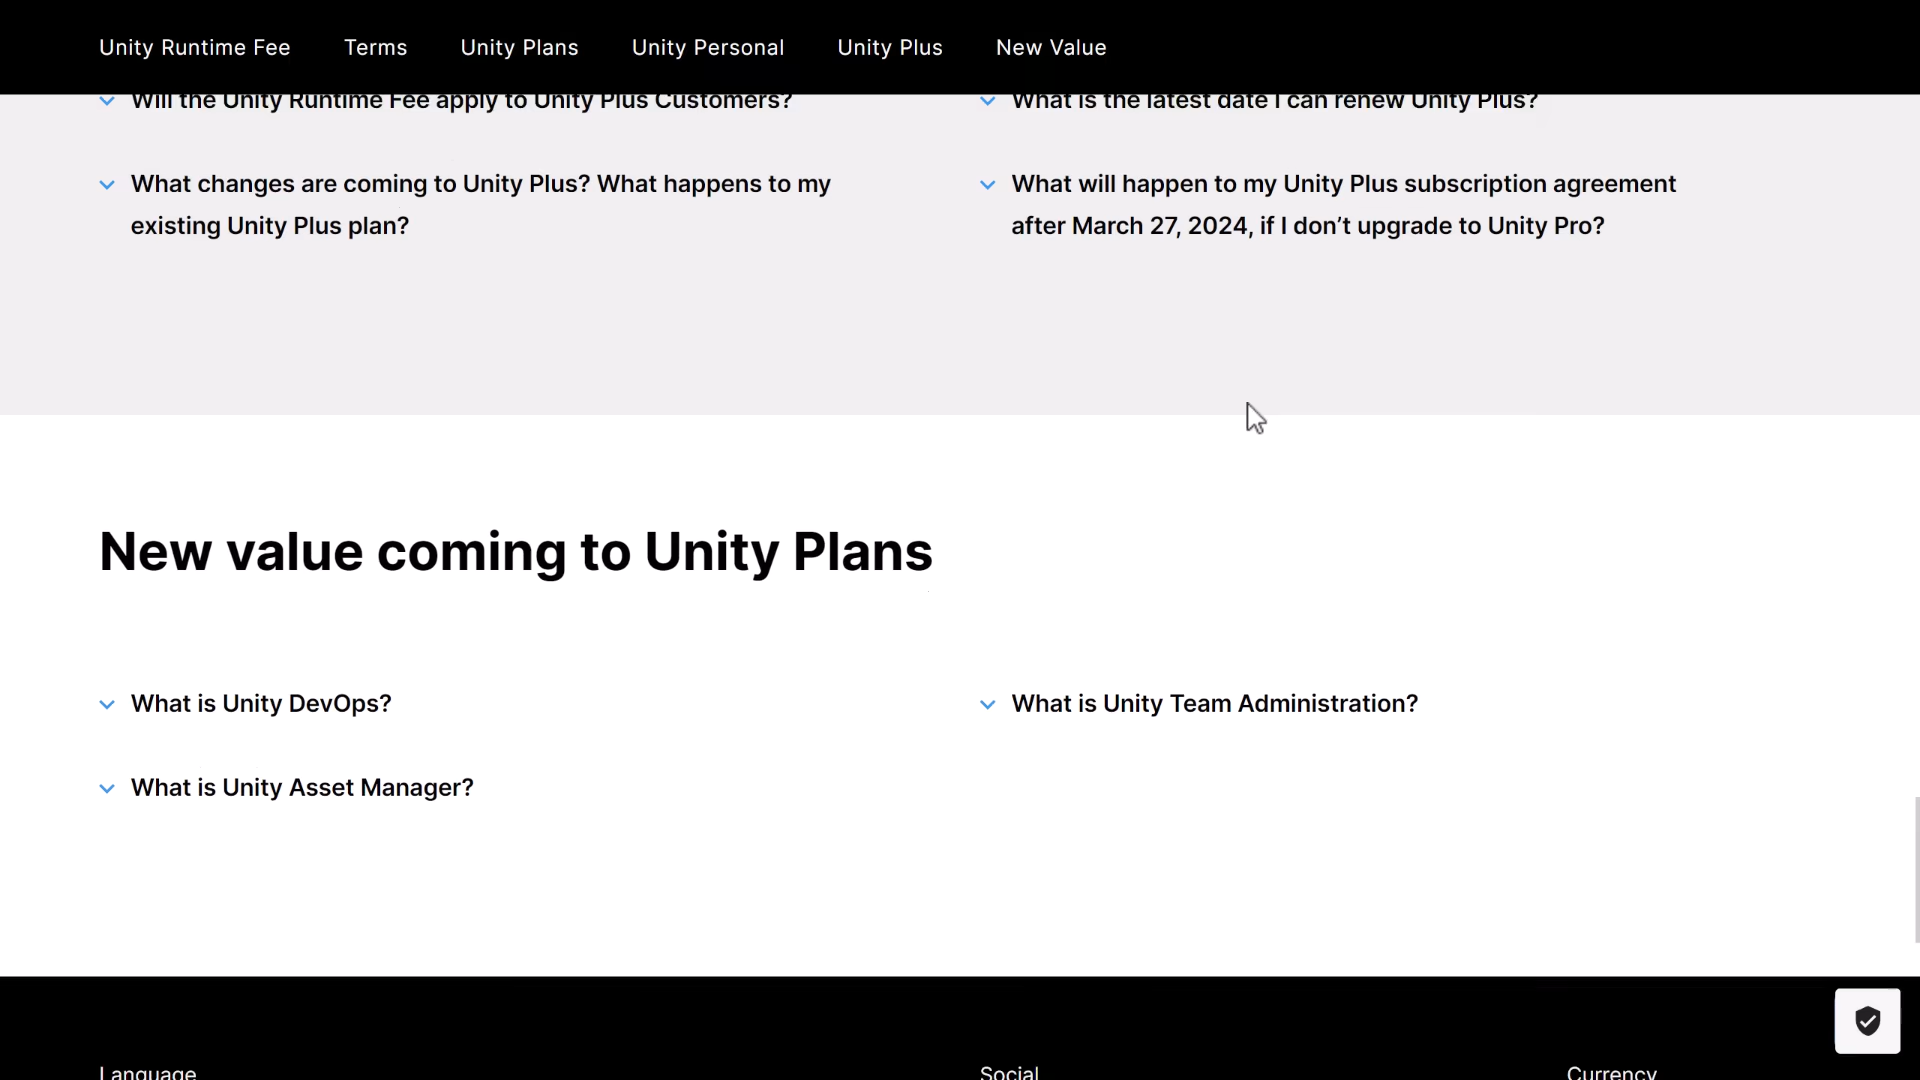 Unity Runtime Fee Terms Unity Plans Unity Personal Unity Plus New Value
Will the Unity Runtime Fee apply to Unity Plus Customers?
What is the latest date I can renew Unity Plus?
What changes are coming to Unity Plus? What happens to my
existing Unity Plus plan?
What will happen to my Unity Plus subscription agreement
after March 27, 2024, if I don’t upgrade to Unity Pro?
New value coming to Unity Plans
What is Unity DevOps?
What is Unity Team Administration?
What is Unity Asset Manager?
Language Social Currency